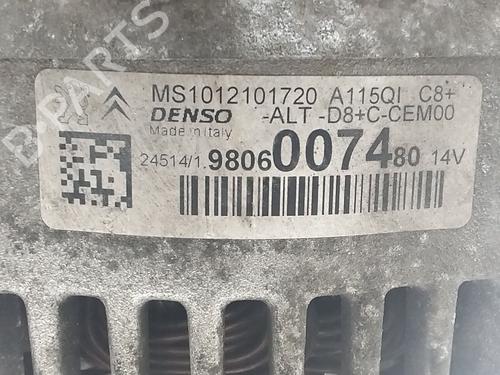 B-PARTS
MS1012101720 A115QI C8+
DENSO -ALT -D8+C-CEM00
Made in Italy
24514/1. 9806007480 14V